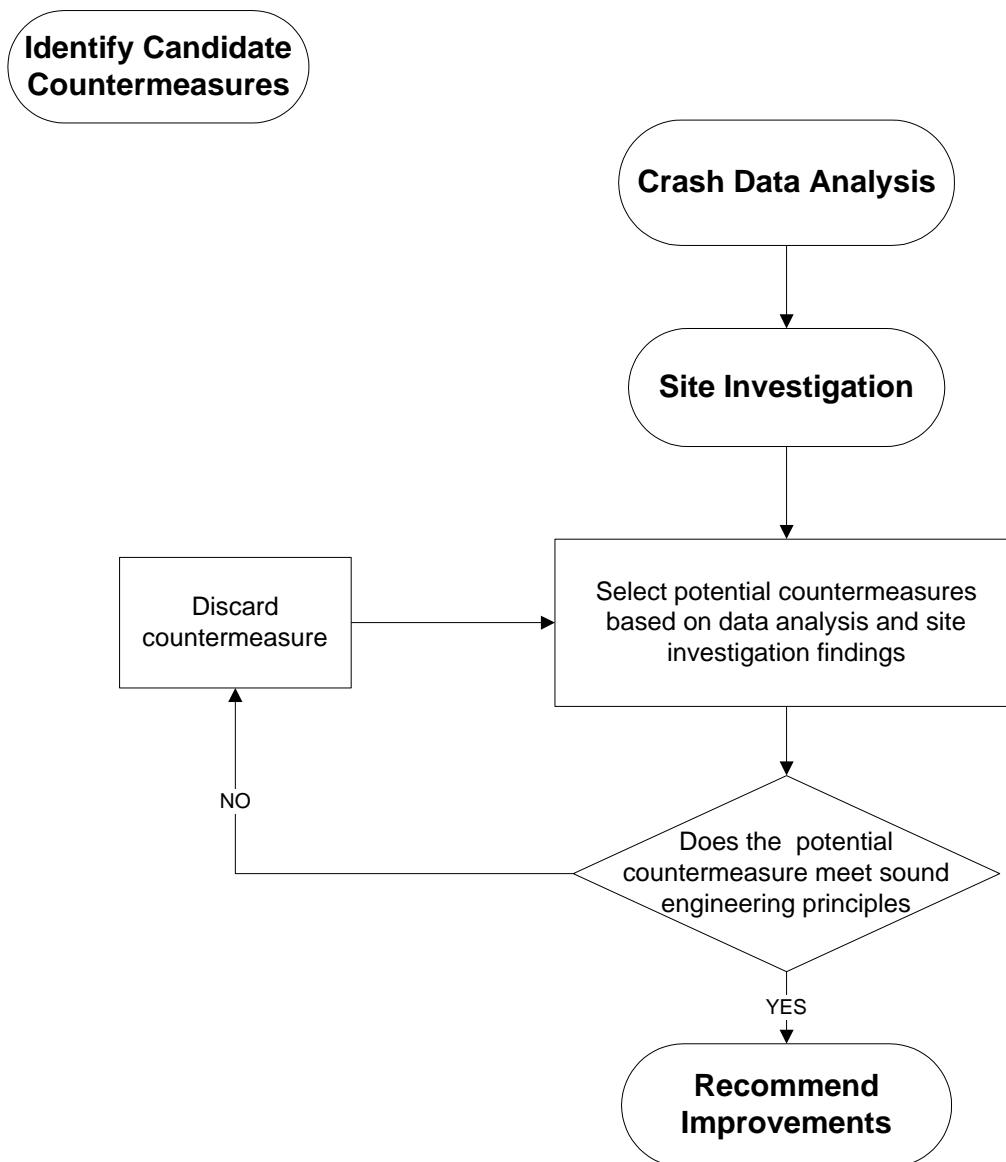 Identify Candidate
Countermeasures
Crash Data Analysis
Site Investigation
Discard
countermeasure
Select potential countermeasures
based on data analysis and site
investigation findings
NO
Does the  potential
countermeasure meet sound
engineering principles
YES
Recommend
Improvements